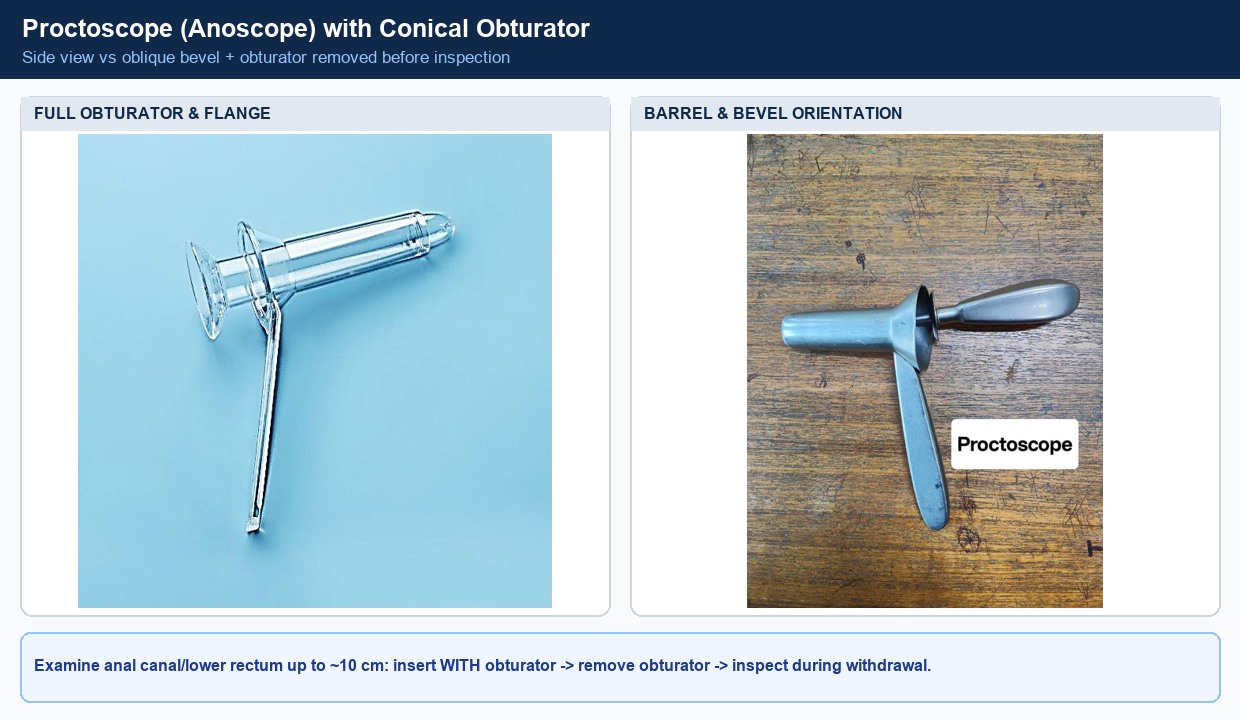 Proctoscope (Anoscope) with Conical Obturator
Side view vs oblique bevel + obturator removed before inspection
FULL OBTURATOR & FLANGE
BARREL & BEVEL ORIENTATION
Proctoscope
Examine anal canal/lower rectum up to ~10 cm: insert WITH obturator -> remove obturator -> inspect during withdrawal.